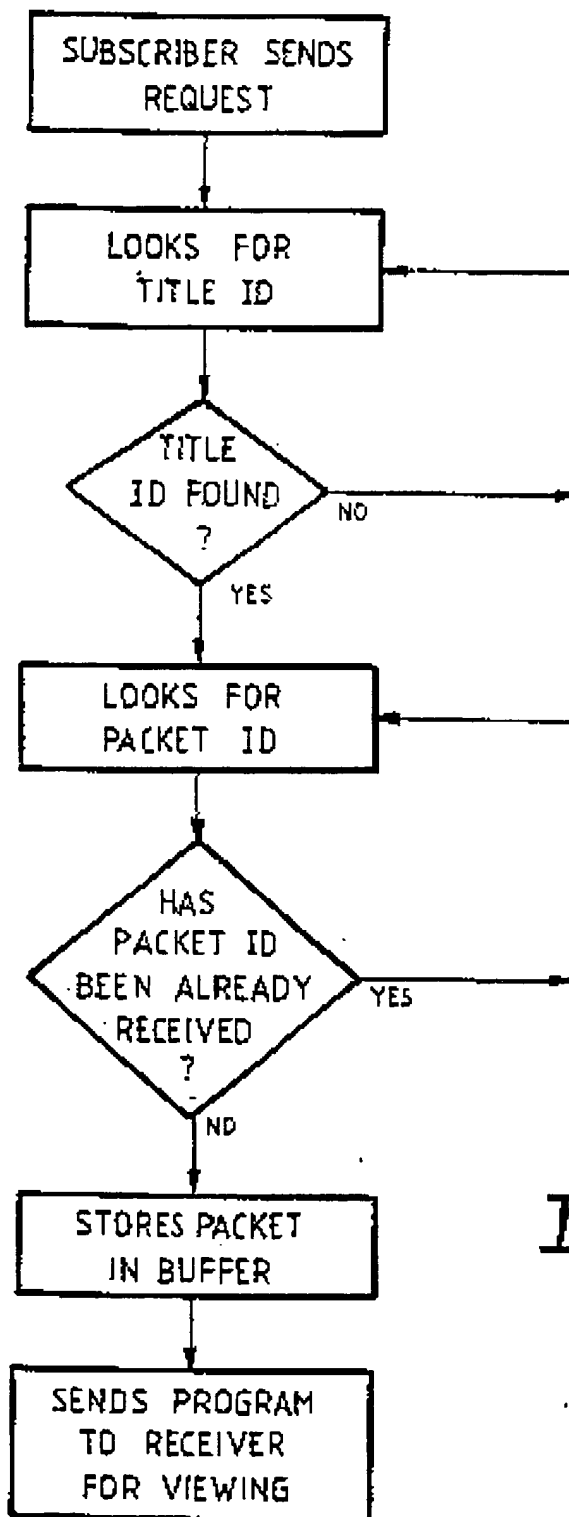 SUBSCRIBER SENDS
REQUEST
LOOKS FOR
TITLE ID
TITLE
ID FOUND
?
NO
YES
LOOKS FOR
PACKET ID
HAS
PACKET ID
BEEN ALREADY
RECEIVED
?
YES
NO
STORES PACKET
IN BUFFER
SENDS PROGRAM
TO RECEIVER
FOR VIEWING